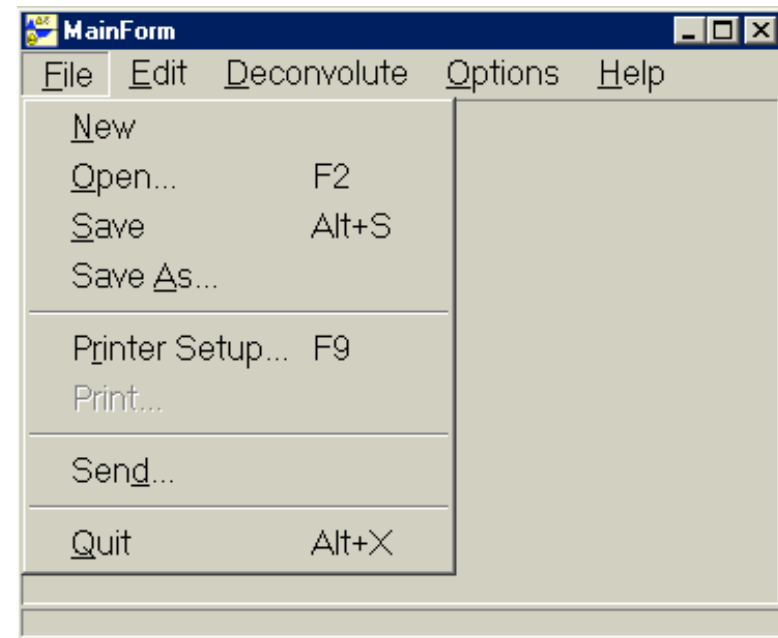 MainForm
File Edit Deconvolute Options Help
New
Open... F2
Save Alt+S
Save As...
Printer Setup... F9
Print...
Send...
Quit Alt+X